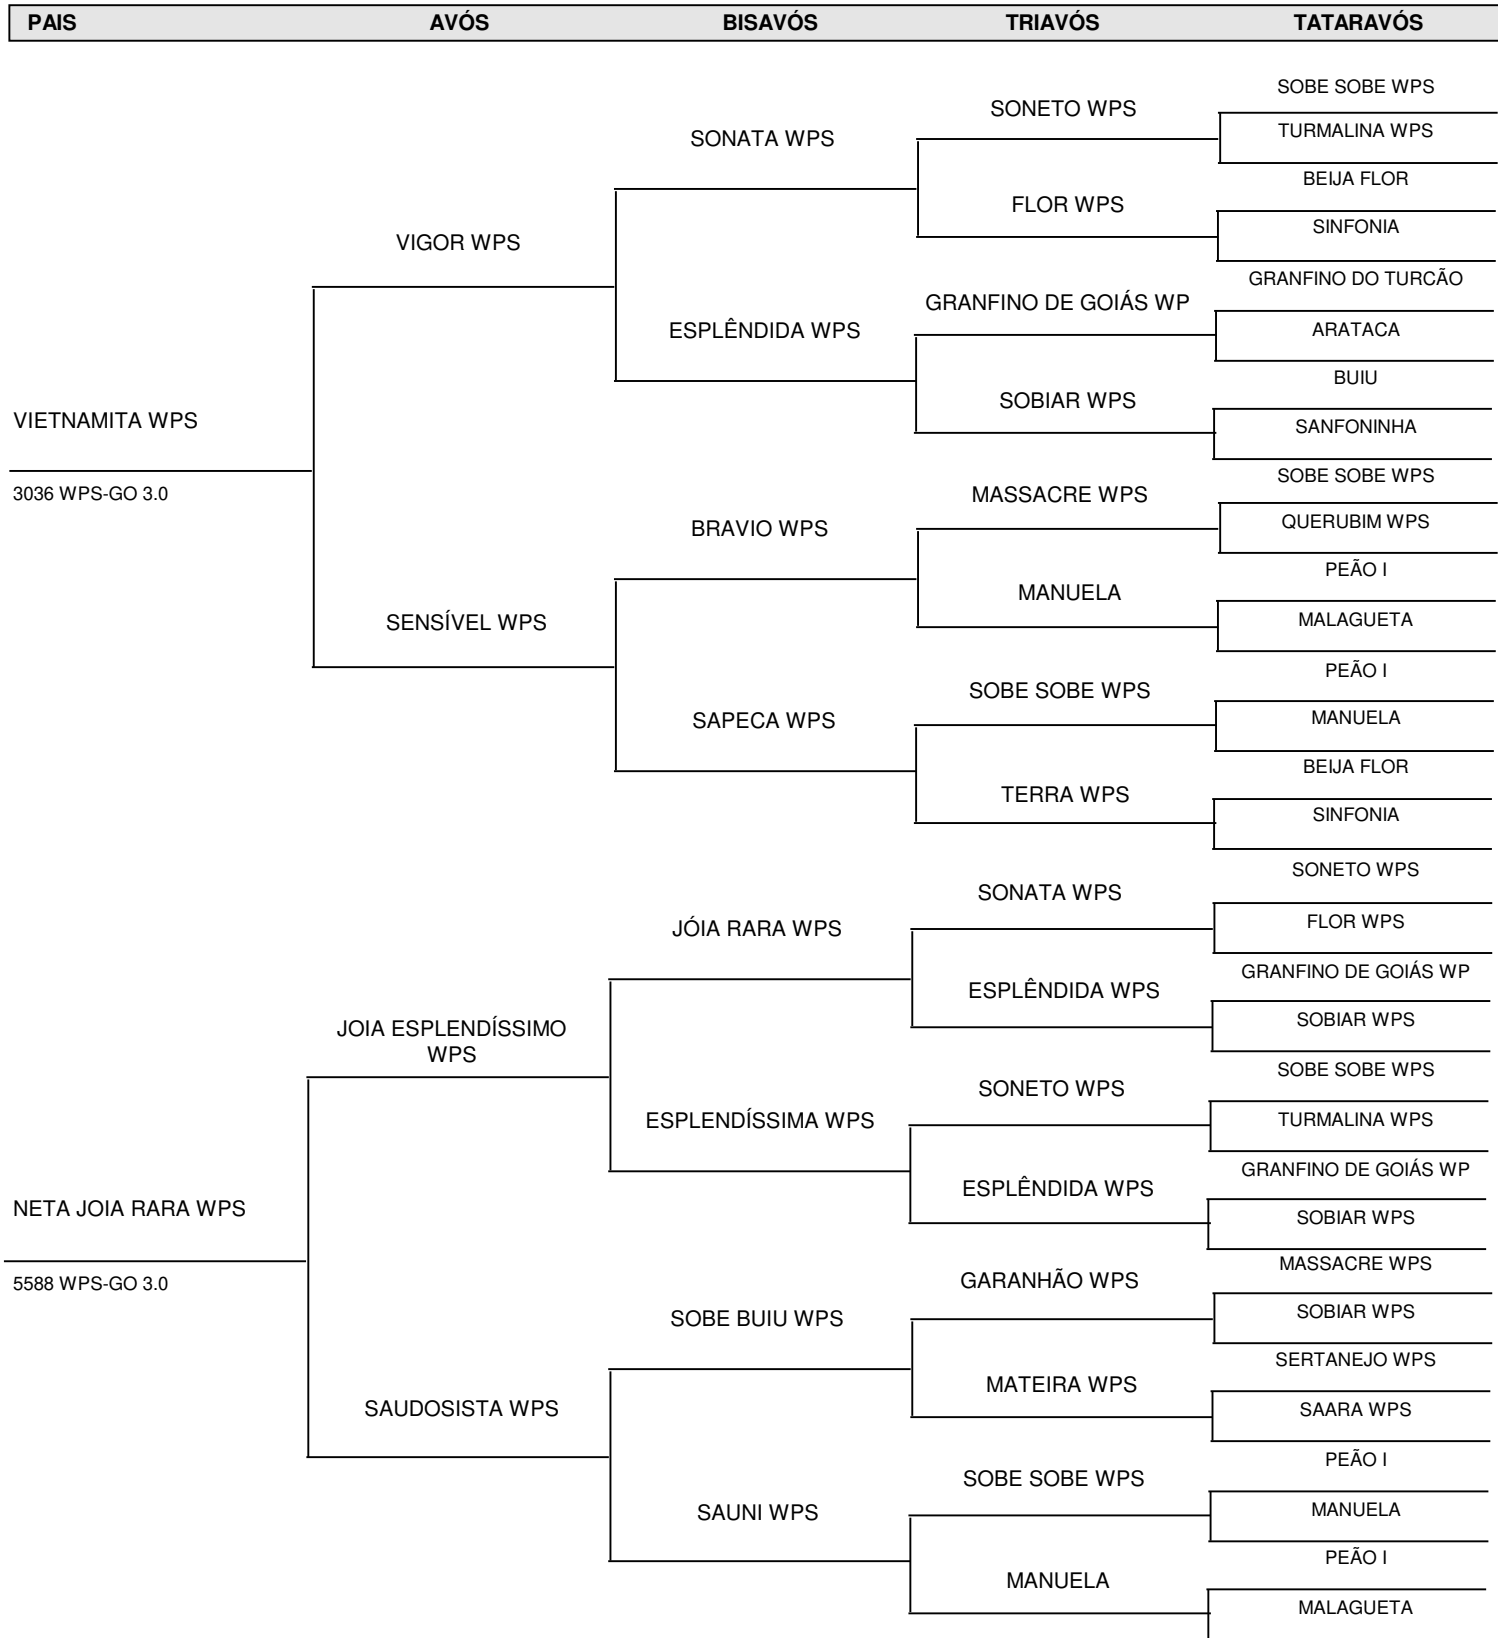 PAIS AVÓS BISAVÓS TRIAVÓS TATARAVÓS
SOBE SOBE WPS
SONETO WPS
TURMALINA WPS
SONATA WPS
BEIJA FLOR
FLOR WPS
SINFONIA
VIGOR WPS
GRANFINO DO TURCÃO
GRANFINO DE GOIÁS WP
ARATACA
ESPLÊNDIDA WPS
BUIU
SOBIAR WPS
SANFONINHA
VIETNAMITA WPS
3036 WPS-GO 3.0
SOBE SOBE WPS
MASSACRE WPS
QUERUBIM WPS
BRAVIO WPS
PEÃO I
MANUELA
MALAGUETA
SENSÍVEL WPS
PEÃO I
SOBE SOBE WPS
MANUELA
SAPECA WPS
BEIJA FLOR
TERRA WPS
SINFONIA
SONETO WPS
SONATA WPS
FLOR WPS
JÓIA RARA WPS
GRANFINO DE GOIÁS WP
ESPLÊNDIDA WPS
SOBIAR WPS
JOIA ESPLENDÍSSIMO
WPS
SOBE SOBE WPS
SONETO WPS
TURMALINA WPS
ESPLENDÍSSIMA WPS
GRANFINO DE GOIÁS WP
ESPLÊNDIDA WPS
SOBIAR WPS
NETA JOIA RARA WPS
5588 WPS-GO 3.0
MASSACRE WPS
GARANHÃO WPS
SOBIAR WPS
SOBE BUIU WPS
SERTANEJO WPS
MATEIRA WPS
SAARA WPS
SAUDOSISTA WPS
PEÃO I
SOBE SOBE WPS
MANUELA
SAUNI WPS
PEÃO I
MANUELA
MALAGUETA